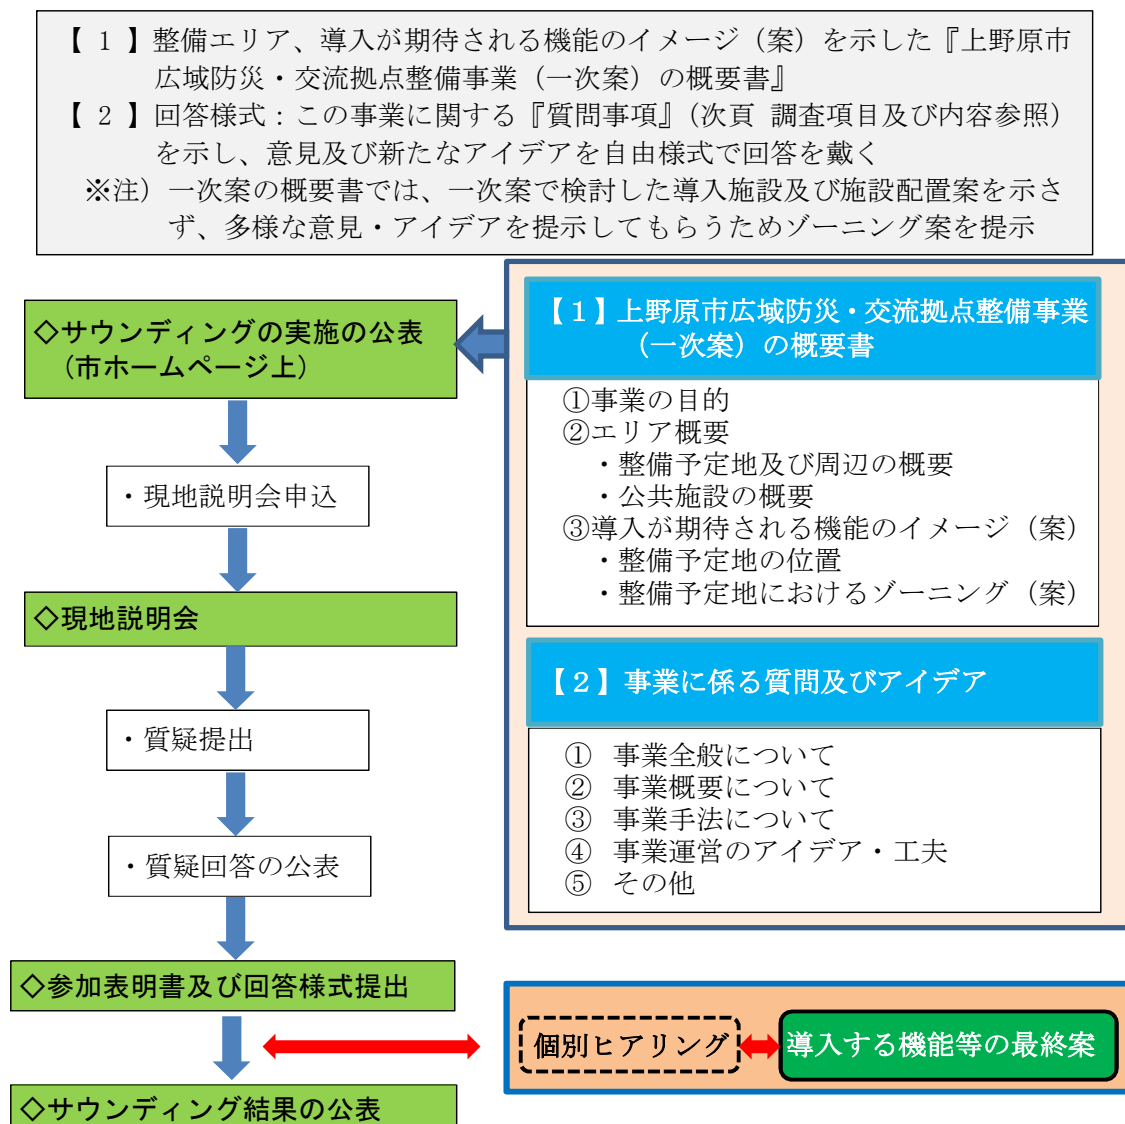 【 1 】整備エリア、導入が期待される機能のイメージ（案）を示した『上野原市
広域防災・交流拠点整備事業（一次案）の概要書』
【 2 】回答様式：この事業に関する『質問事項』（次頁 調査項目及び内容参照）
を示し、意見及び新たなアイデアを自由様式で回答を戴く
※注）一次案の概要書では、一次案で検討した導入施設及び施設配置案を示さ
ず、多様な意見・アイデアを提示してもらうためゾーニング案を提示
◇サウンディングの実施の公表
（市ホームページ上）
・現地説明会申込
◇現地説明会
・質疑提出
・質疑回答の公表
◇参加表明書及び回答様式提出
◇サウンディング結果の公表
【１】上野原市広域防災・交流拠点整備事業
（一次案）の概要書
①事業の目的
②エリア概要
・整備予定地及び周辺の概要
・公共施設の概要
③導入が期待される機能のイメージ（案）
・整備予定地の位置
・整備予定地におけるゾーニング（案）
【２】事業に係る質問及びアイデア
① 事業全般について
② 事業概要について
③ 事業手法について
④ 事業運営のアイデア・工夫
⑤ その他
個別ヒアリング
導入する機能等の最終案